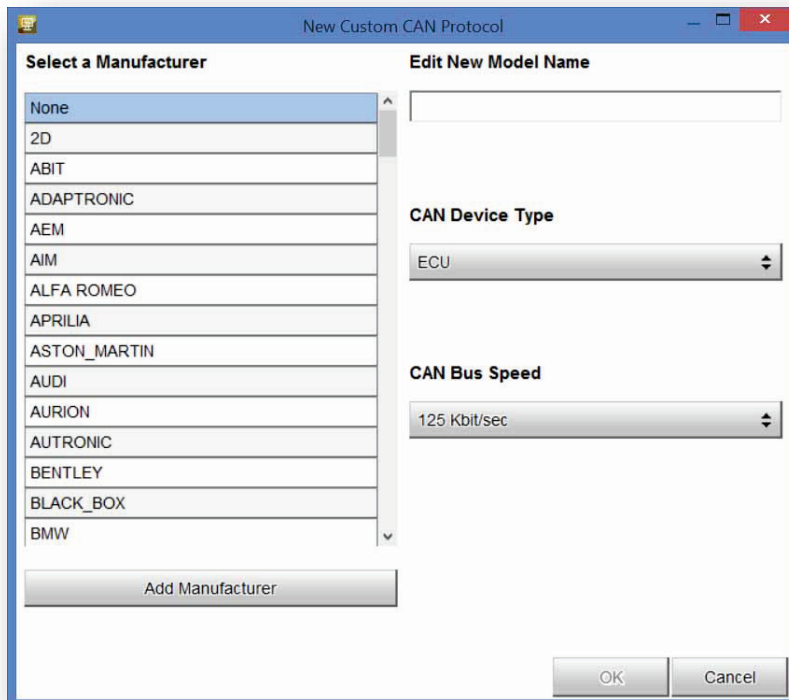 New Custom CAN Protocol
Select a Manufacturer
None
2D
ABIT
ADAPTRONIC
AEM
AIM
ALFA ROMEO
APRILIA
ASTON_MARTIN
AUDI
AURION
AUTRONIC
BENTLEY
BLACK_BOX
BMW
Add Manufacturer
Edit New Model Name
CAN Device Type
ECU
CAN Bus Speed
125 Kbit/sec
OK
Cancel